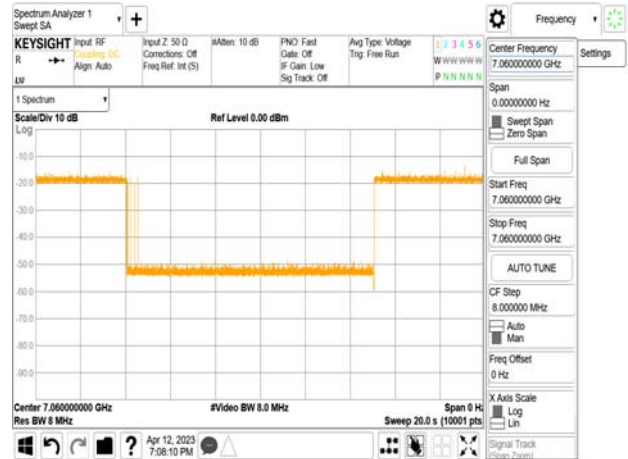 Spectrum Analyzer 1
Swept SA
Frequency
KEYSIGHT
R
LW
Input: RF
Coupling: DC
Align: Auto
Input Z: 50 Ω
Corrections: Off
Freq Ref: Int (S)
#Atten: 10 dB
PNO: Fast
Gate: Off
IF Gain: Low
Sig Track: Off
Avg Type: Voltage
Trig: Free Run
1 2 3 4 5 6
W W W W W W
P N N N N N
Center Frequency
7.060000000 GHz
Settings
Span
0.00000000 Hz
Swept Span
Zero Span
Full Span
Start Freq
7.060000000 GHz
Stop Freq
7.060000000 GHz
AUTO TUNE
CF Step
8.000000 MHz
Auto
Man
Freq Offset
0 Hz
X Axis Scale
Log
Lin
Signal Track
(Span Zoom)
1 Spectrum
Scale/Div 10 dB
Ref Level 0.00 dBm
Log
-10.0
-20.0
-30.0
-40.0
-50.0
-60.0
-70.0
-80.0
-90.0
Center 7.060000000 GHz
#Video BW 8.0 MHz
Span 0 Hz
Res BW 8 MHz
Sweep 20.0 s (10001 pts
?
Apr 12, 2023
7:08:10 PM